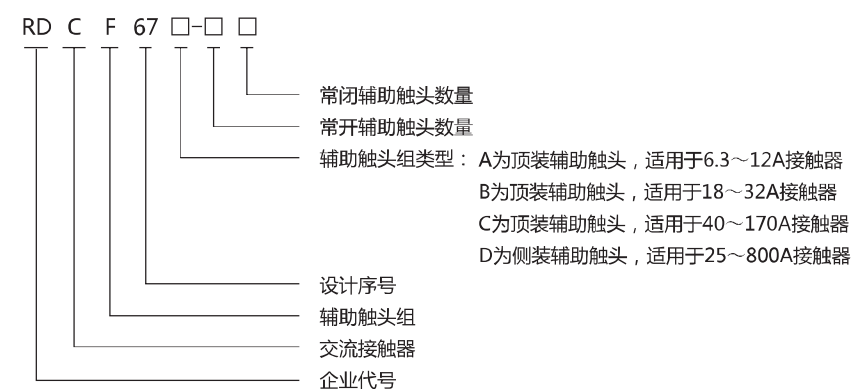 RD C F 67 □-□ □
常闭辅助触头数量
常开辅助触头数量
辅助触头组类型：A为顶装辅助触头，适用于6.3～12A接触器
B为顶装辅助触头，适用于18～32A接触器
C为顶装辅助触头，适用于40～170A接触器
D为侧装辅助触头，适用于25～800A接触器
设计序号
辅助触头组
交流接触器
企业代号